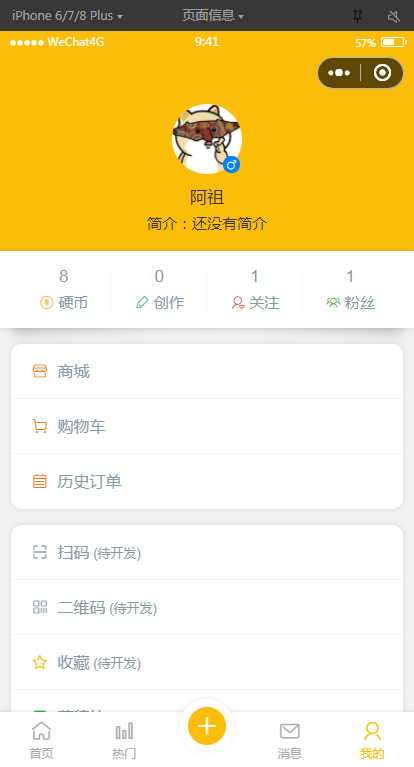 iPhone 6/7/8 Plus 页面信息
WeChat4G 9:41 57%
阿祖
简介：还没有简介
8 0 1 1
硬币 创作 关注 粉丝
商城
购物车
历史订单
扫码 (待开发)
二维码 (待开发)
收藏 (待开发)
首页 热门 消息 我的